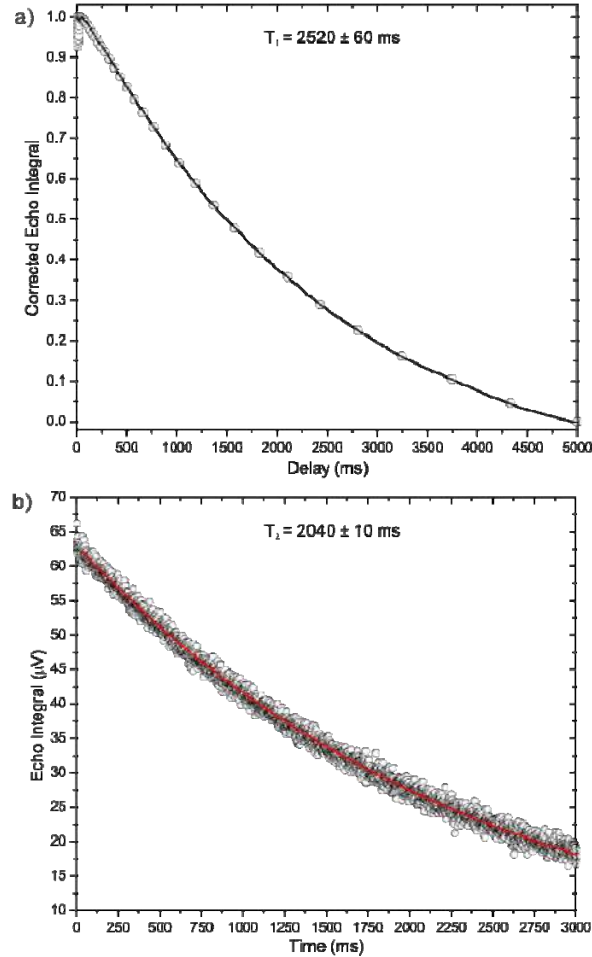 a)
T₁ = 2520 ± 60 ms
Corrected Echo Integral
1.0
0.9
0.8
0.7
0.6
0.5
0.4
0.3
0.2
0.1
0.0
0 500 1000 1500 2000 2500 3000 3500 4000 4500 5000
Delay (ms)
b)
T₂ = 2040 ± 10 ms
Echo Integral (μV)
70
65
60
55
50
45
40
35
30
25
20
15
10
0 250 500 750 1000 1250 1500 1750 2000 2250 2500 2750 3000
Time (ms)